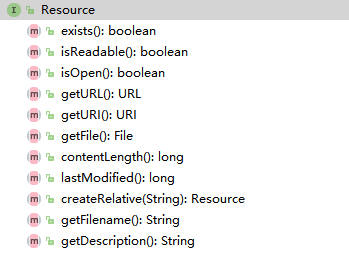 I Resource
m exists(): boolean
m isReadable(): boolean
m isOpen(): boolean
m getURL(): URL
m getURI(): URI
m getFile(): File
m contentLength(): long
m lastModified(): long
m createRelative(String): Resource
m getFilename(): String
m getDescription(): String